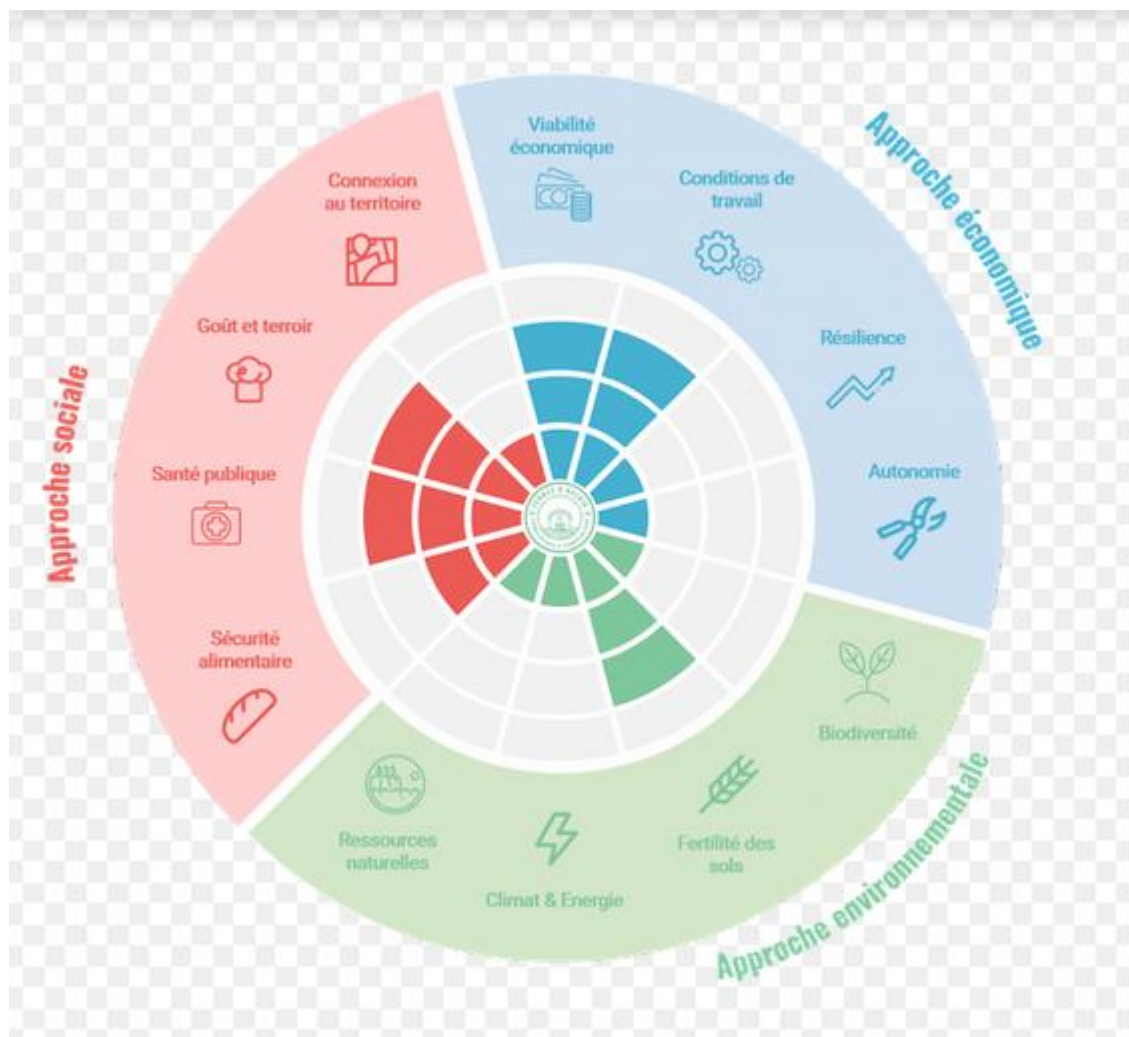 Approche économique
Viabilité
économique
Conditions de
travail
Résilience
Autonomie
Approche sociale
Connexion
au territoire
Goût et terroir
Santé publique
Sécurité
alimentaire
Approche environnementale
Biodiversité
Fertilité des
sols
Climat & Energie
Ressources
naturelles